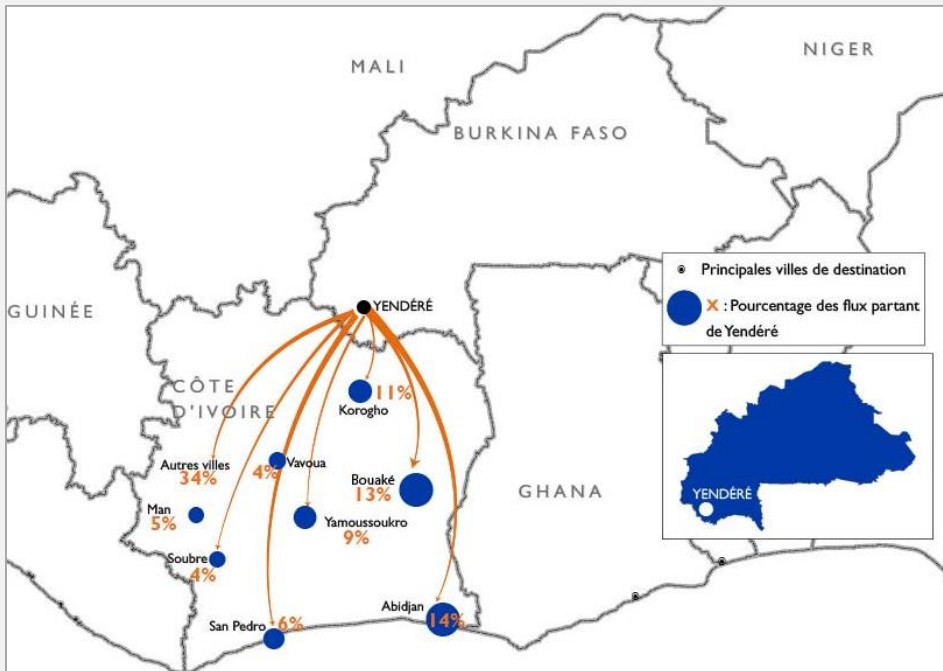 NIGER
MALI
BURKINA FASO
Principales villes de destination
X : Pourcentage des flux partant
de Yendéré
GUINÉE
YENDÉRÉ
CÔTE
D'IVOIRE
11%
Korogho
Autres villes
34%
4%
Vavoua
Bouaké
13%
GHANA
YENDÉRÉ
Man
5%
Yamoussoukro
9%
Soubre
4%
San Pedro
6%
Abidjan
14%